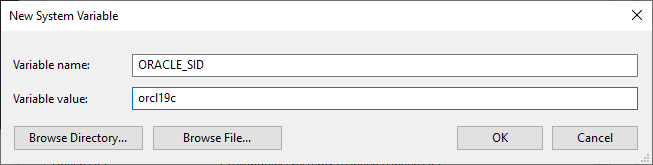 New System Variable
Variable name: ORACLE_SID
Variable value: orcl19c
Browse Directory... Browse File... OK Cancel